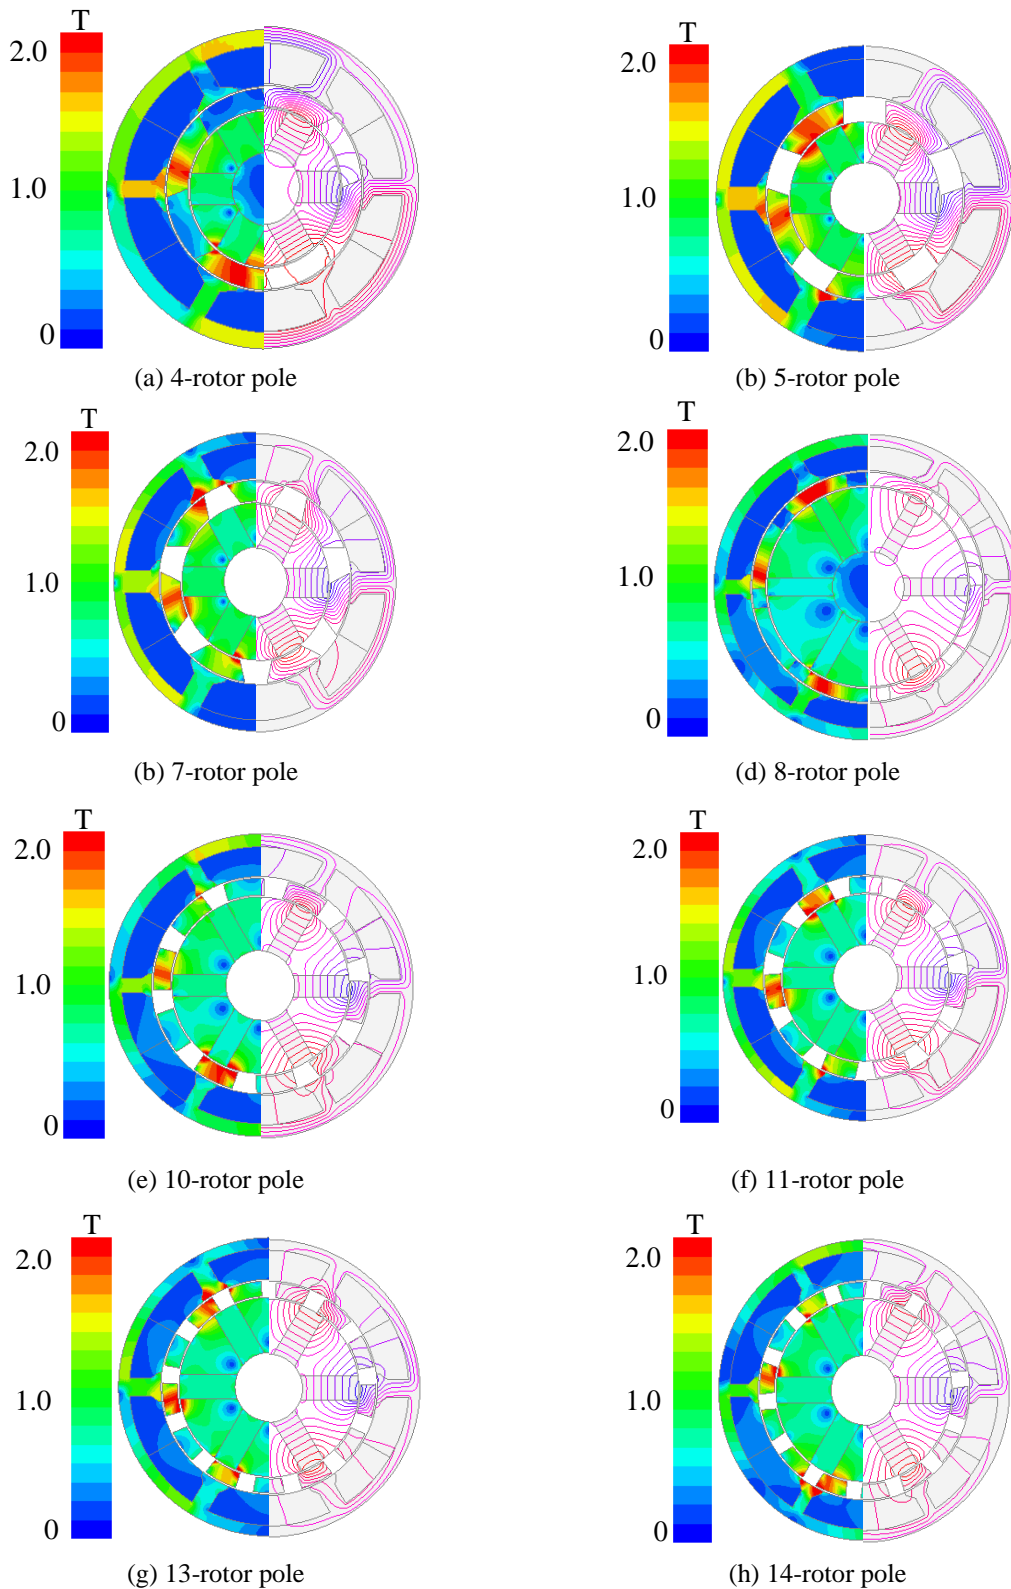 T
T
2.0
2.0
1.0
1.0
0
0
(a) 4-rotor pole
(b) 5-rotor pole
T
T
2.0
2.0
1.0
1.0
0
0
(b) 7-rotor pole
(d) 8-rotor pole
T
T
2.0
2.0
1.0
1.0
0
0
(e) 10-rotor pole
(f) 11-rotor pole
T
T
2.0
2.0
1.0
1.0
0
0
(g) 13-rotor pole
(h) 14-rotor pole